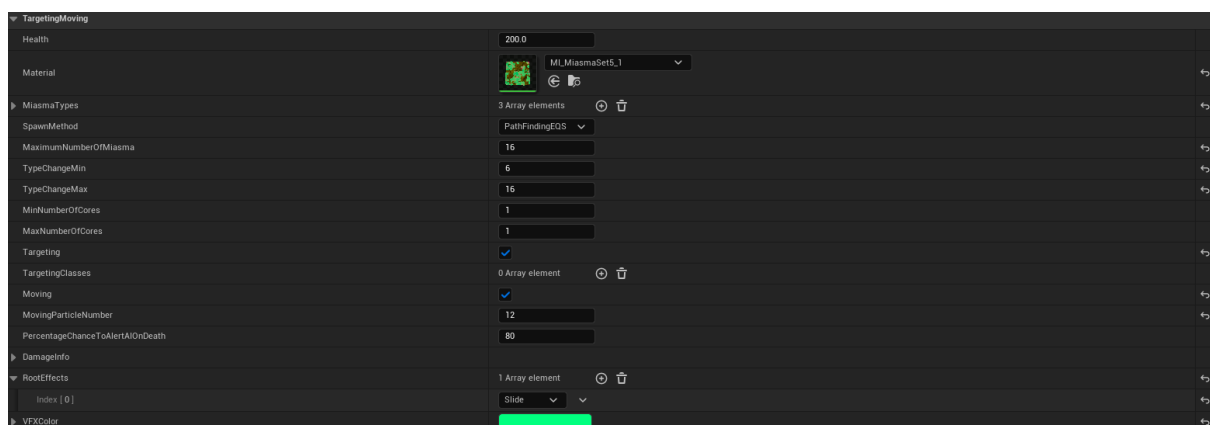 TargetingMoving
Health 200.0
Material MI_MiasmaSet5_1
MiasmaTypes 3 Array elements
SpawnMethod PathFindingEQS
MaximumNumberOfMiasma 16
TypeChangeMin 6
TypeChangeMax 16
MinNumberOfCores 1
MaxNumberOfCores 1
Targeting
TargetingClasses 0 Array element
Moving
MovingParticleNumber 12
PercentageChanceToAlertAIOnDeath 80
DamageInfo
RootEffects 1 Array element
Index [ 0 ] Slide
VFXColor